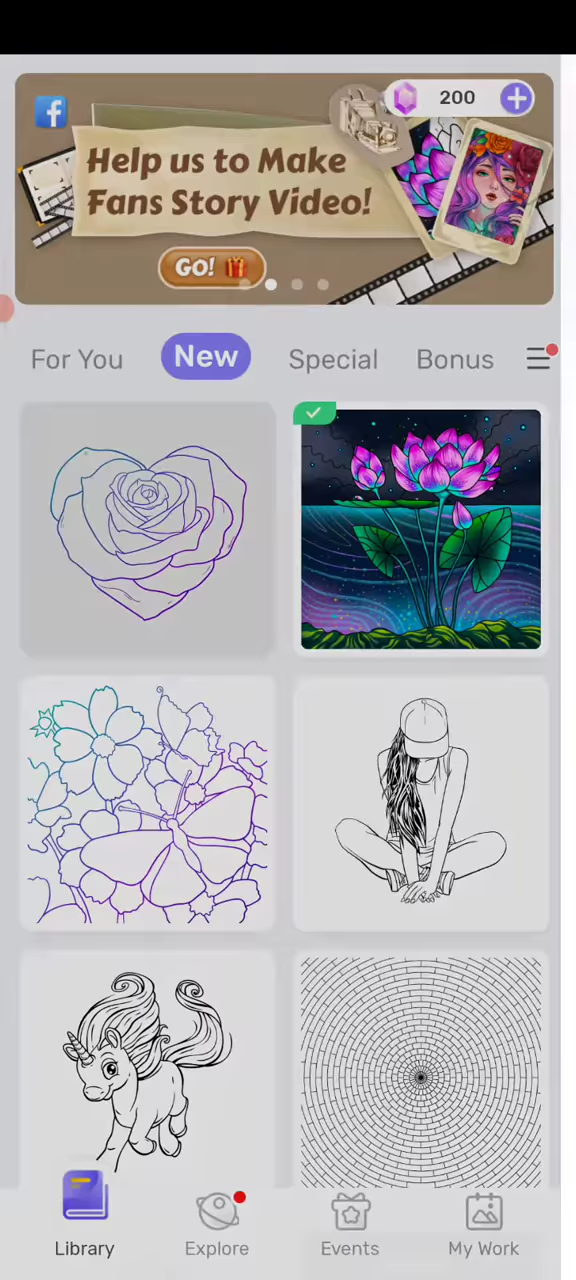 200
Help us to Make
Fans Story Video!
GO!
For You
New
Special
Bonus
Library
Explore
Events
My Work